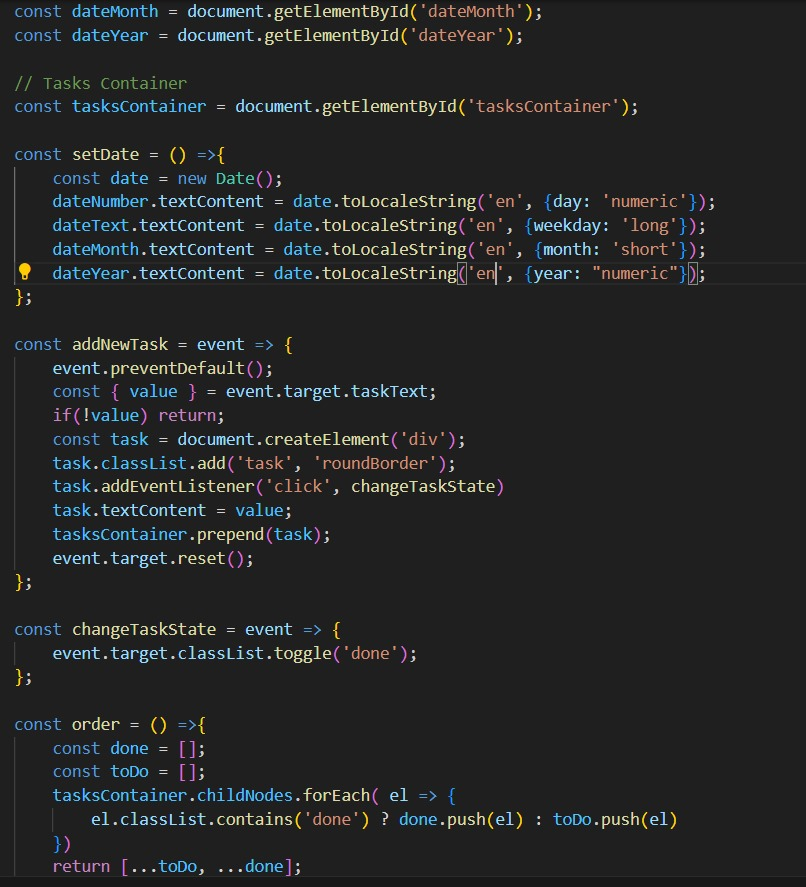 const dateMonth = document.getElementById('dateMonth');
const dateYear = document.getElementById('dateYear');
// Tasks Container
const tasksContainer = document.getElementById('tasksContainer');
const setDate = () =>{
const date = new Date();
dateNumber.textContent = date.toLocaleString('en', {day: 'numeric'});
dateText.textContent = date.toLocaleString('en', {weekday: 'long'});
dateMonth.textContent = date.toLocaleString('en', {month: 'short'});
dateYear.textContent = date.toLocaleString('en', {year: "numeric"});
};
const addNewTask = event => {
event.preventDefault();
const { value } = event.target.taskText;
if(!value) return;
const task = document.createElement('div');
task.classList.add('task', 'roundBorder');
task.addEventListener('click', changeTaskState)
task.textContent = value;
tasksContainer.prepend(task);
event.target.reset();
};
const changeTaskState = event => {
event.target.classList.toggle('done');
};
const order = () =>{
const done = [];
const toDo = [];
tasksContainer.childNodes.forEach( el => {
el.classList.contains('done') ? done.push(el) : toDo.push(el)
})
return [...toDo, ...done];